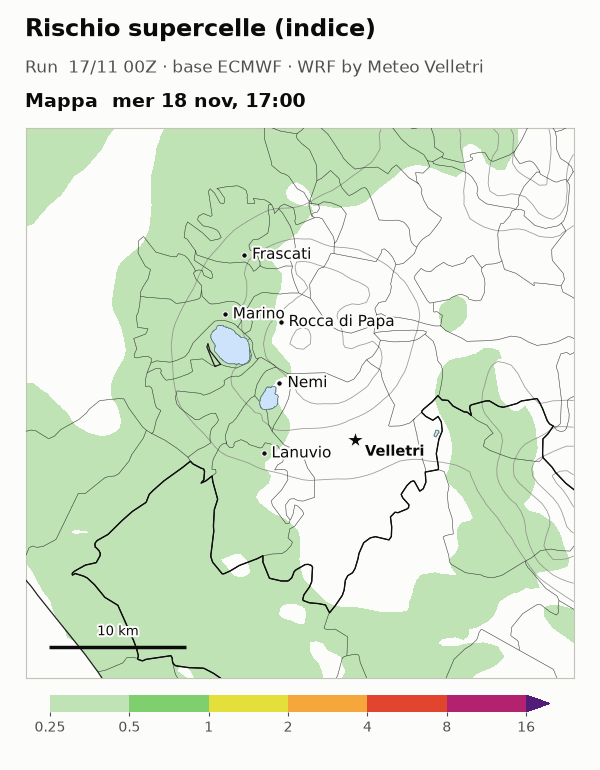 Rischio supercelle (indice)
Run  17/11 00Z · base ECMWF · WRF by Meteo Velletri
Mappa  mer 18 nov, 17:00
Frascati
Marino
Rocca di Papa
Nemi
Velletri
Lanuvio
10 km
0.25 0.5 1 2 4 8 16